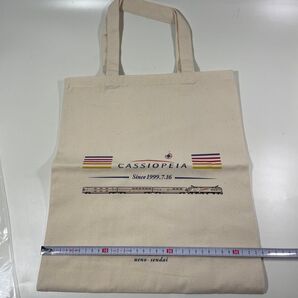 CASSIOPEIA
Since 1999.7.16
ueno - sendai